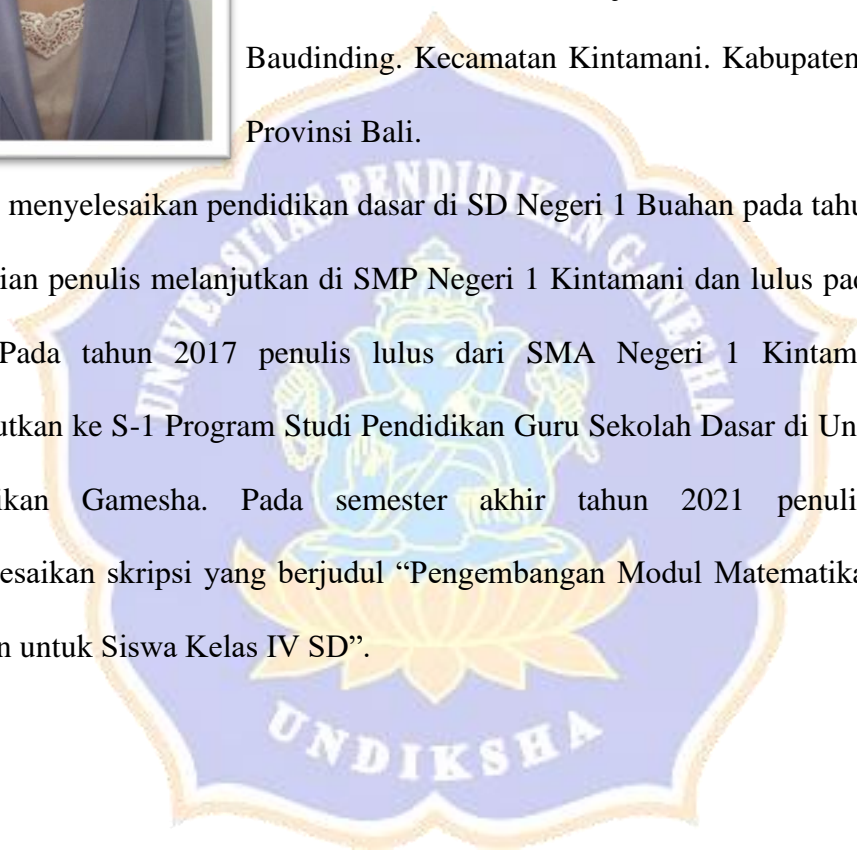 Baudinding. Kecamatan Kintamani. Kabupaten
Provinsi Bali.
menyelesaikan pendidikan dasar di SD Negeri 1 Buahan pada tahu
ian penulis melanjutkan di SMP Negeri 1 Kintamani dan lulus pad
Pada tahun 2017 penulis lulus dari SMA Negeri 1 Kintam
utkan ke S-1 Program Studi Pendidikan Guru Sekolah Dasar di Un
ikan Gamesha. Pada semester akhir tahun 2021 penuli
esaikan skripsi yang berjudul “Pengembangan Modul Matematika
n untuk Siswa Kelas IV SD”.
UNIVERSITAS PENDIDIKAN GANESHA
UNDIKSHA